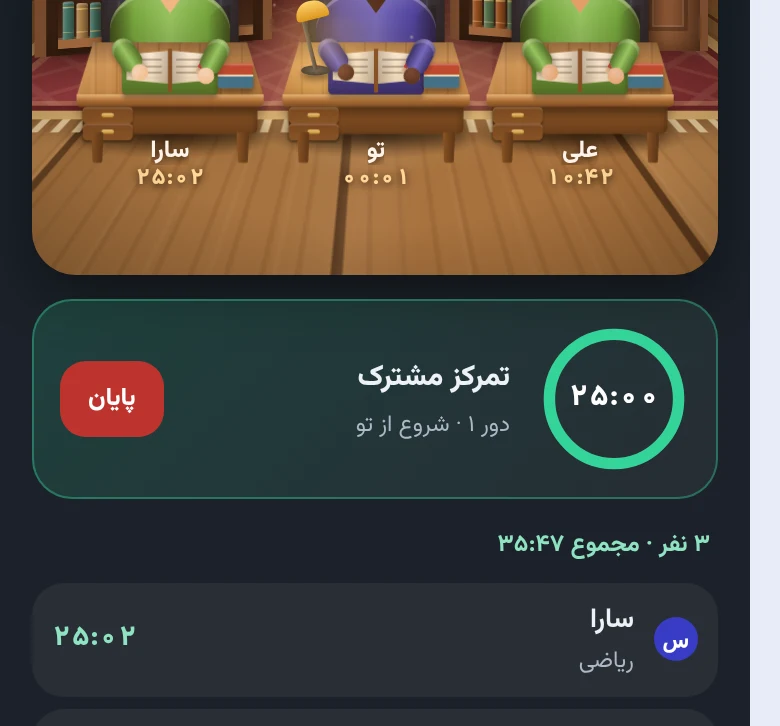 سارا
۲۵:۰۲
تو
۰۰:۰۱
علی
۱۰:۴۲
۲۵:۰۰
تمرکز مشترک
دور ۱ · شروع از تو
پایان
۳ نفر · مجموع ۳۵:۴۷
س
سارا
ریاضی
۲۵:۰۲